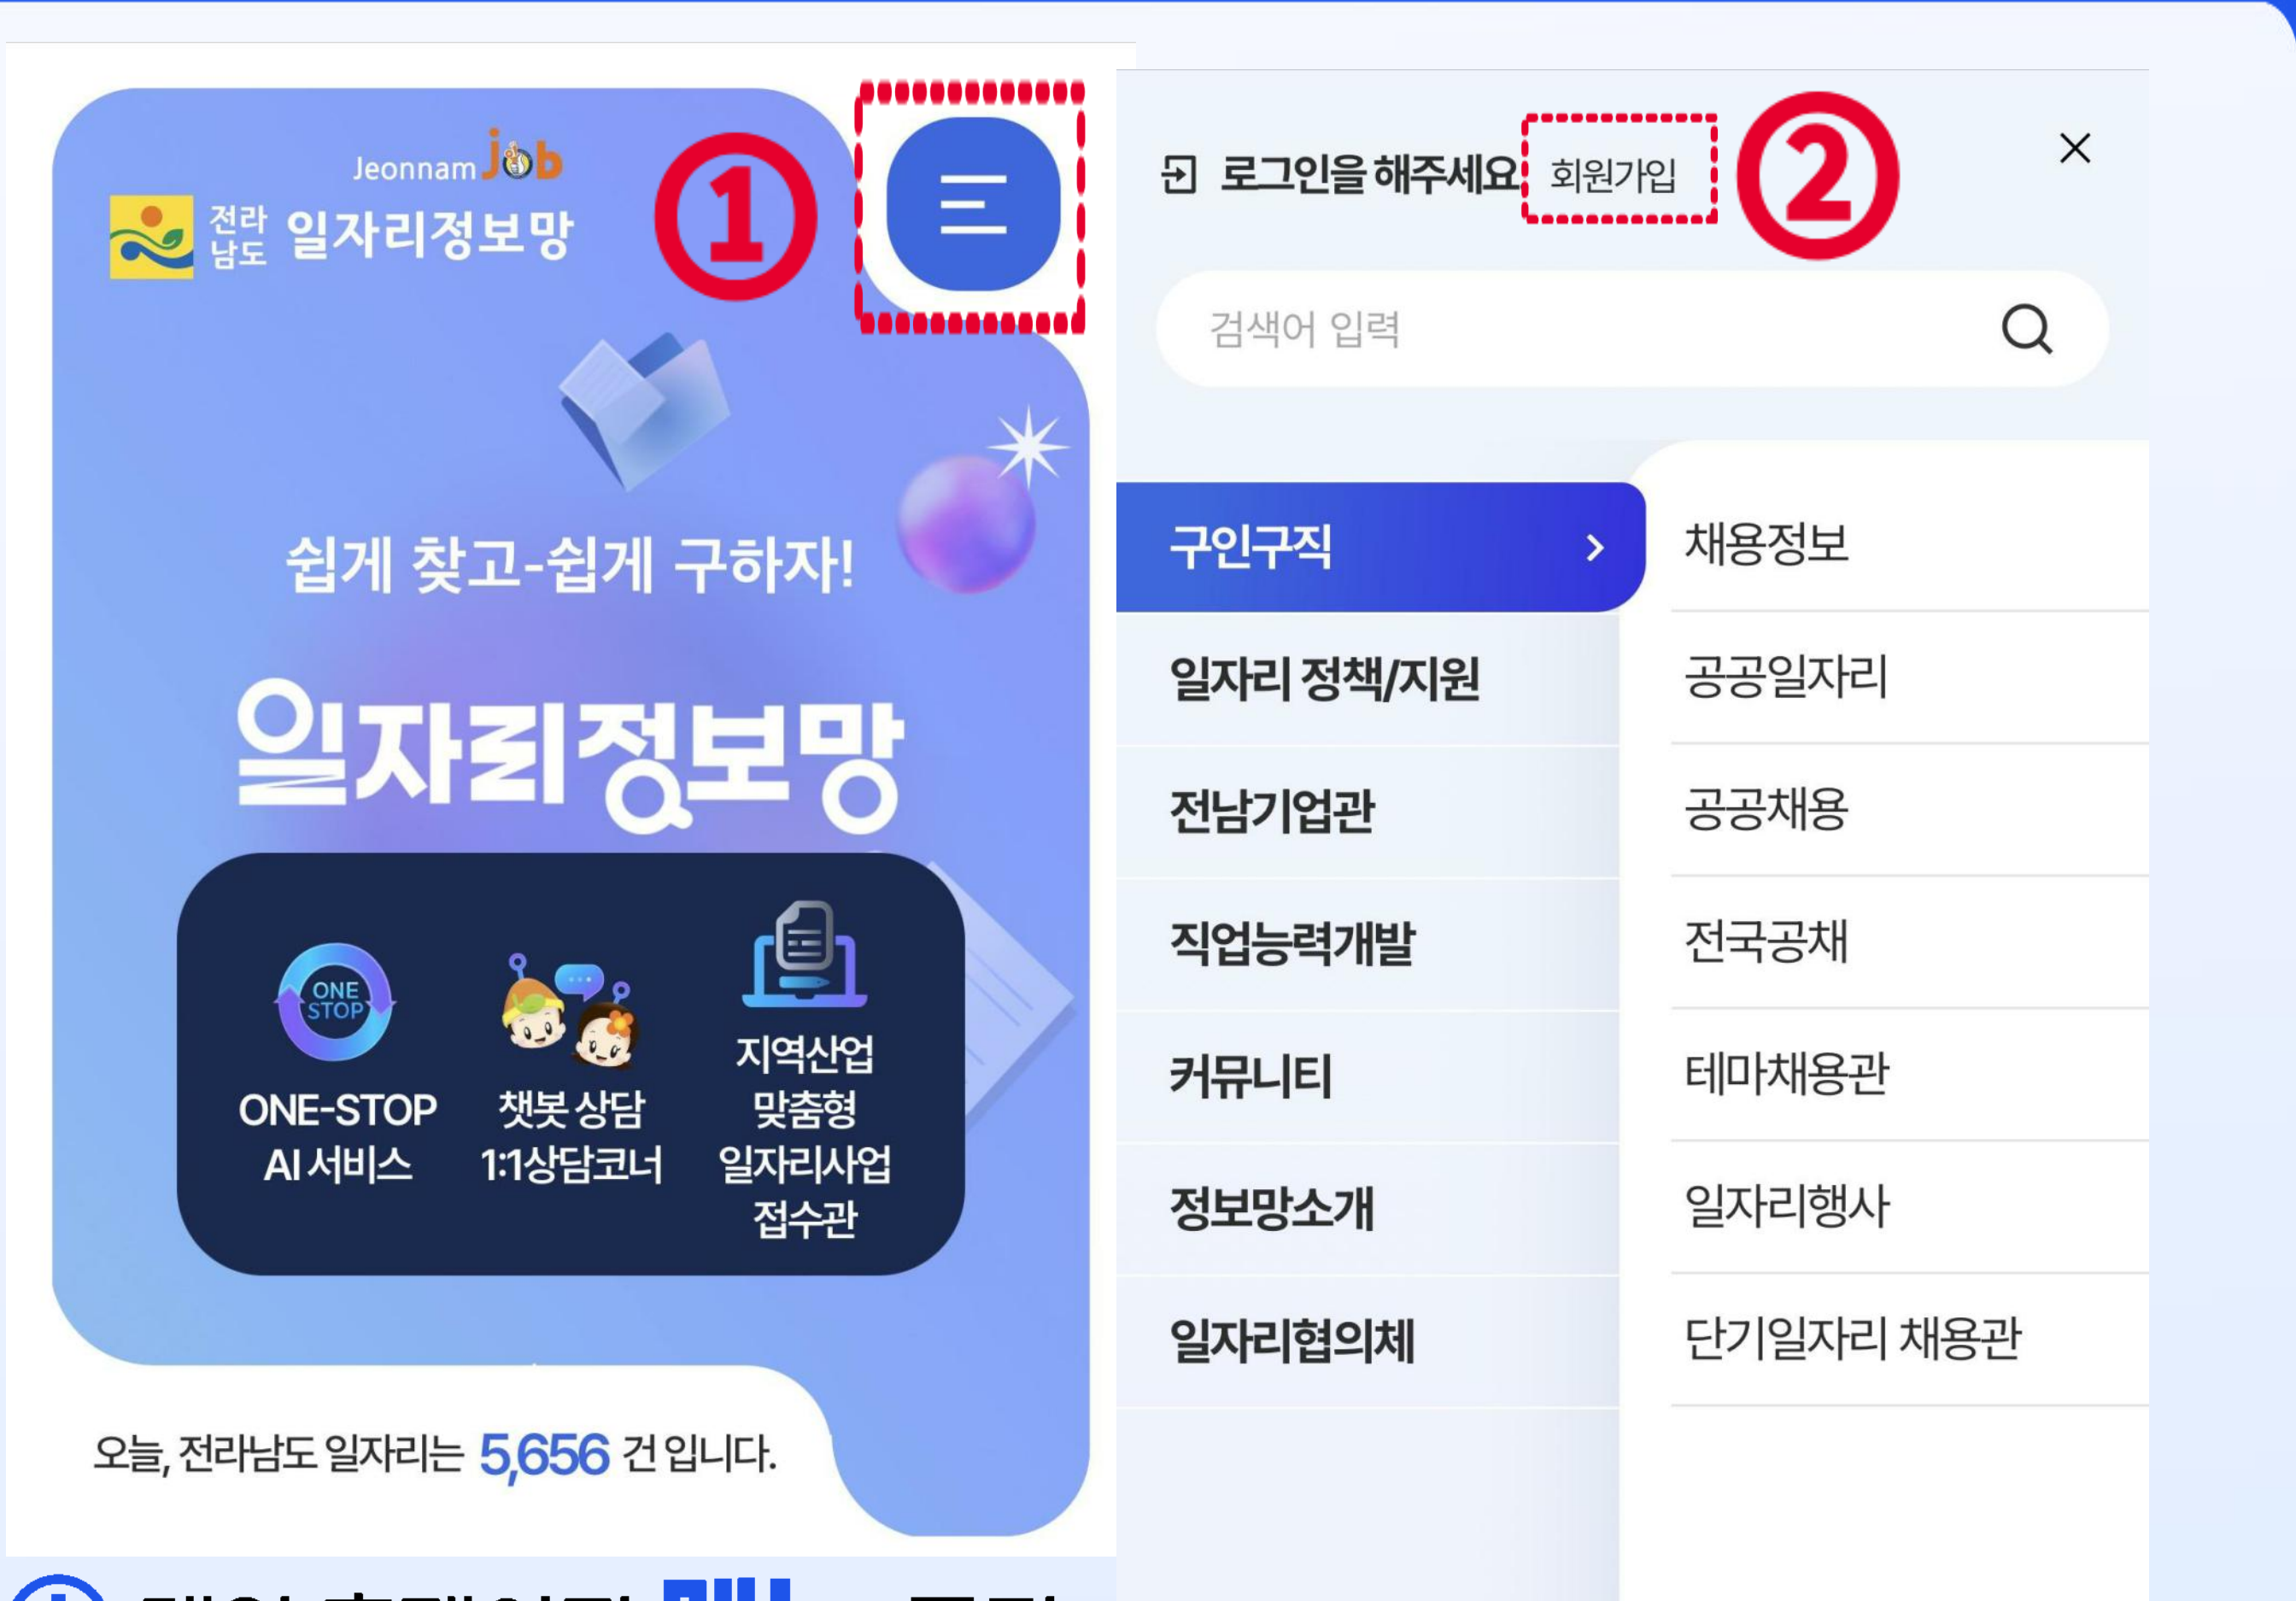 Jeonnam job
전라
남도
일자리정보망
①
쉽게 찾고-쉽게 구하자!
일자리정보망
ONE
STOP
ONE-STOP
AI 서비스
챗봇 상담
1:1상담코너
지역산업
맞춤형
일자리사업
접수관
오늘, 전라남도 일자리는 5,656 건 입니다.
로그인을 해주세요 회원가입
②
검색어 입력
구인구직
일자리 정책/지원
전남기업관
직업능력개발
커뮤니티
정보망소개
일자리협의체
채용정보
공공일자리
공공채용
전국공채
테마채용관
일자리행사
단기일자리 채용관